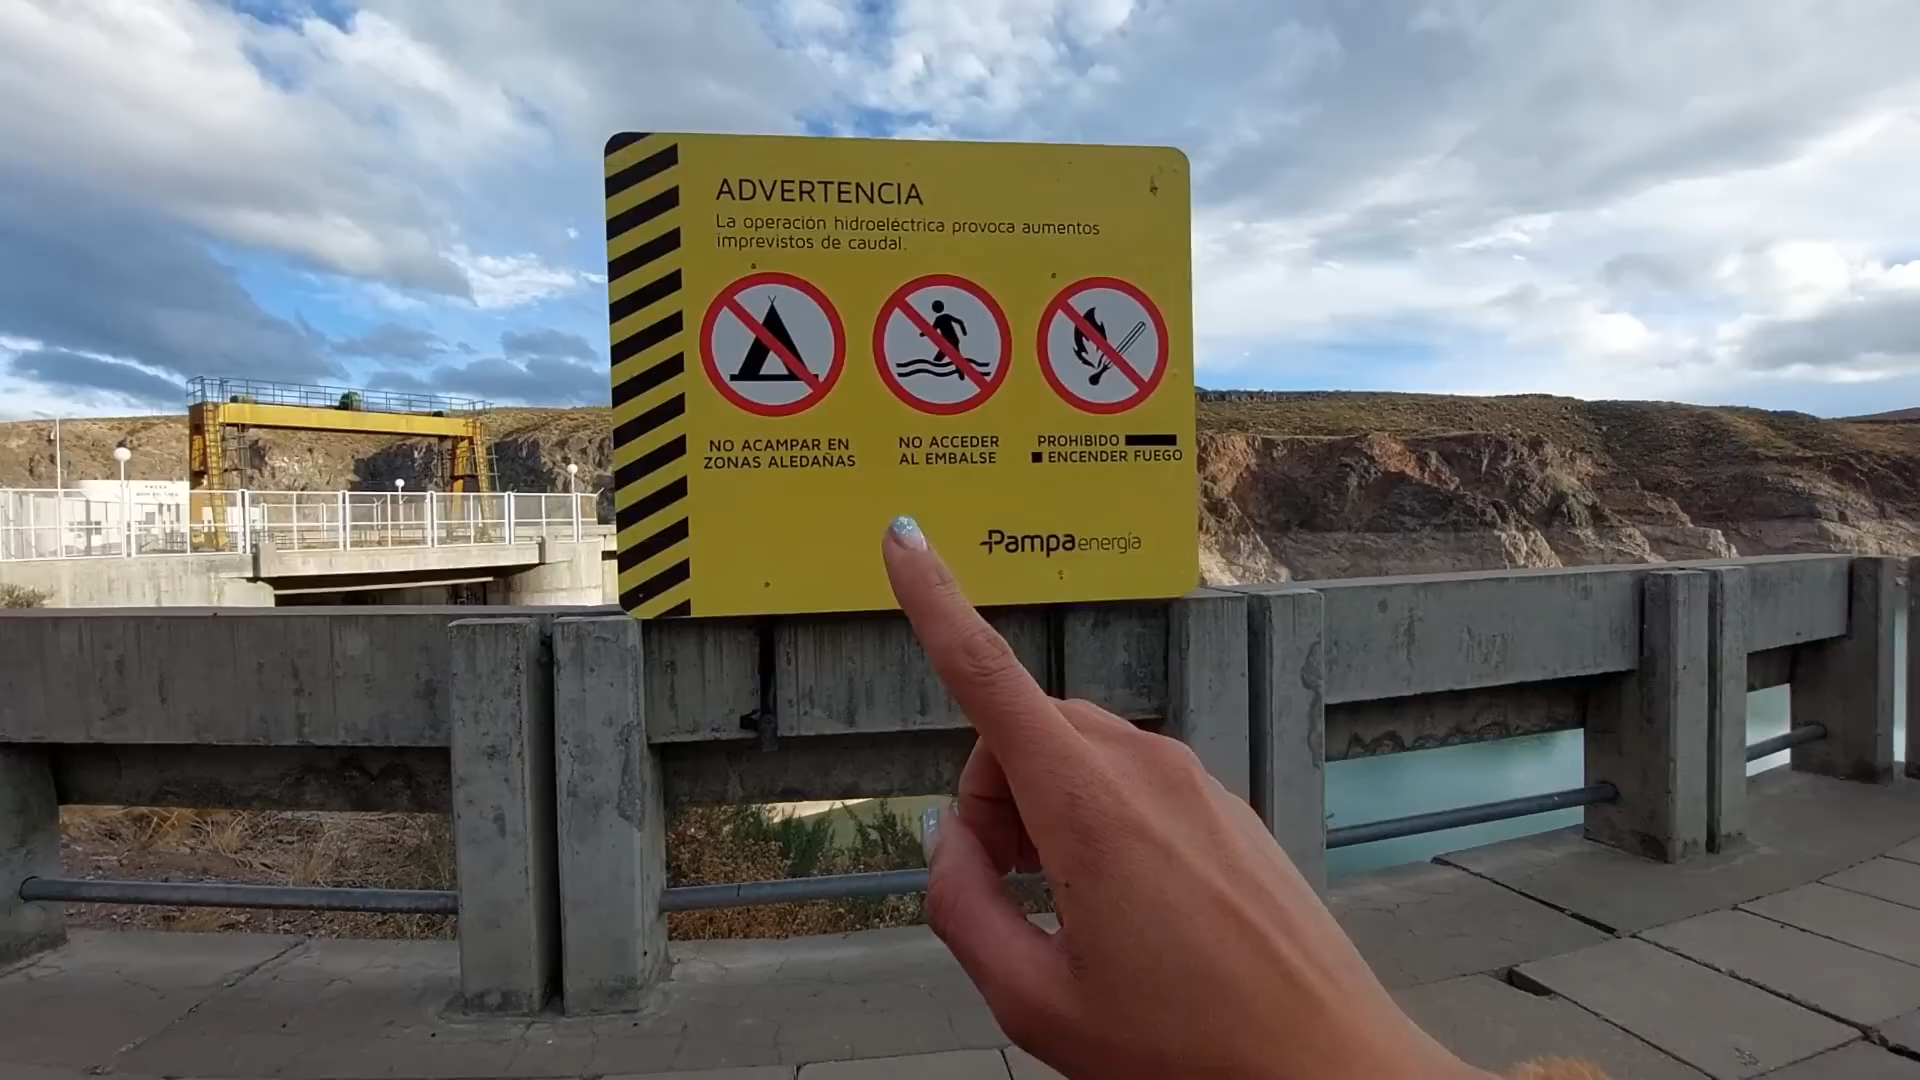 ADVERTENCIA
La operación hidroeléctrica provoca aumentos
imprevistos de caudal.
NO ACAMPAR EN
ZONAS ALEDAÑAS
NO ACCEDER
AL EMBALSE
PROHIBIDO
ENCENDER FUEGO
Pampa energía